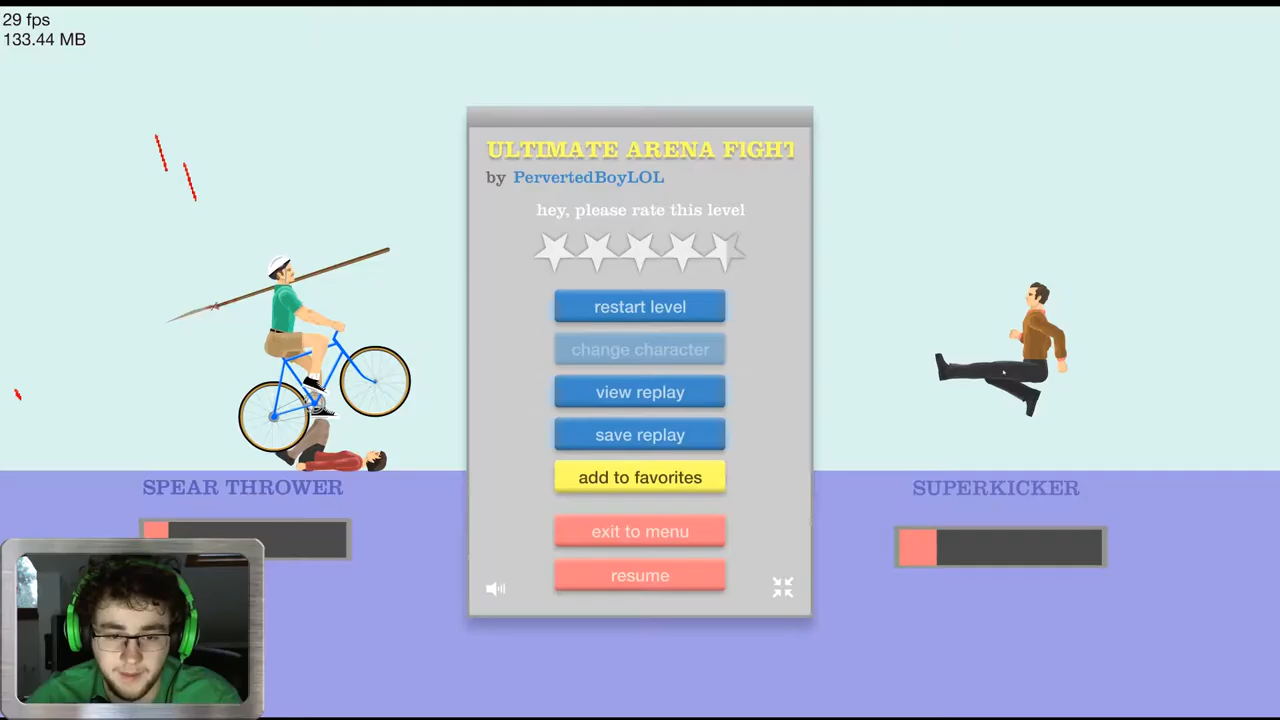 29 fps
133.44 MB
ULTIMATE ARENA FIGHT
by PervertedBoyLOL
hey, please rate this level
restart level
change character
view replay
save replay
add to favorites
exit to menu
resume
SPEAR THROWER
SUPERKICKER